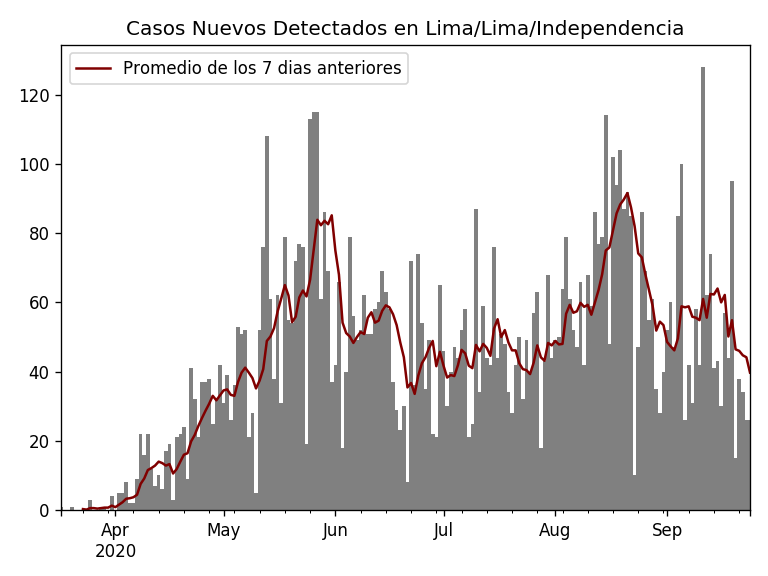 Casos Nuevos Detectados en Lima/Lima/Independencia
Promedio de los 7 dias anteriores
120
100
80
60
40
20
0
Apr May Jun Jul Aug Sep
2020